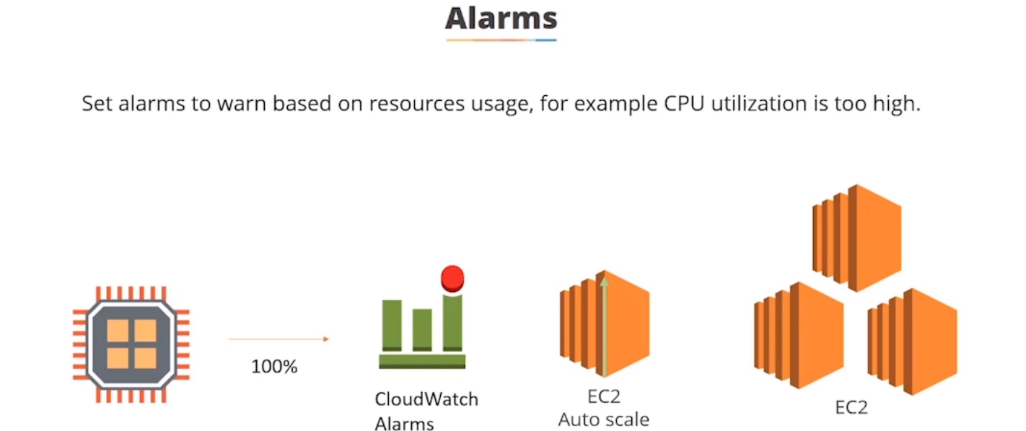 Alarms
Set alarms to warn based on resources usage, for example CPU utilization is too high.
100%
CloudWatch
Alarms
EC2
Auto scale
EC2